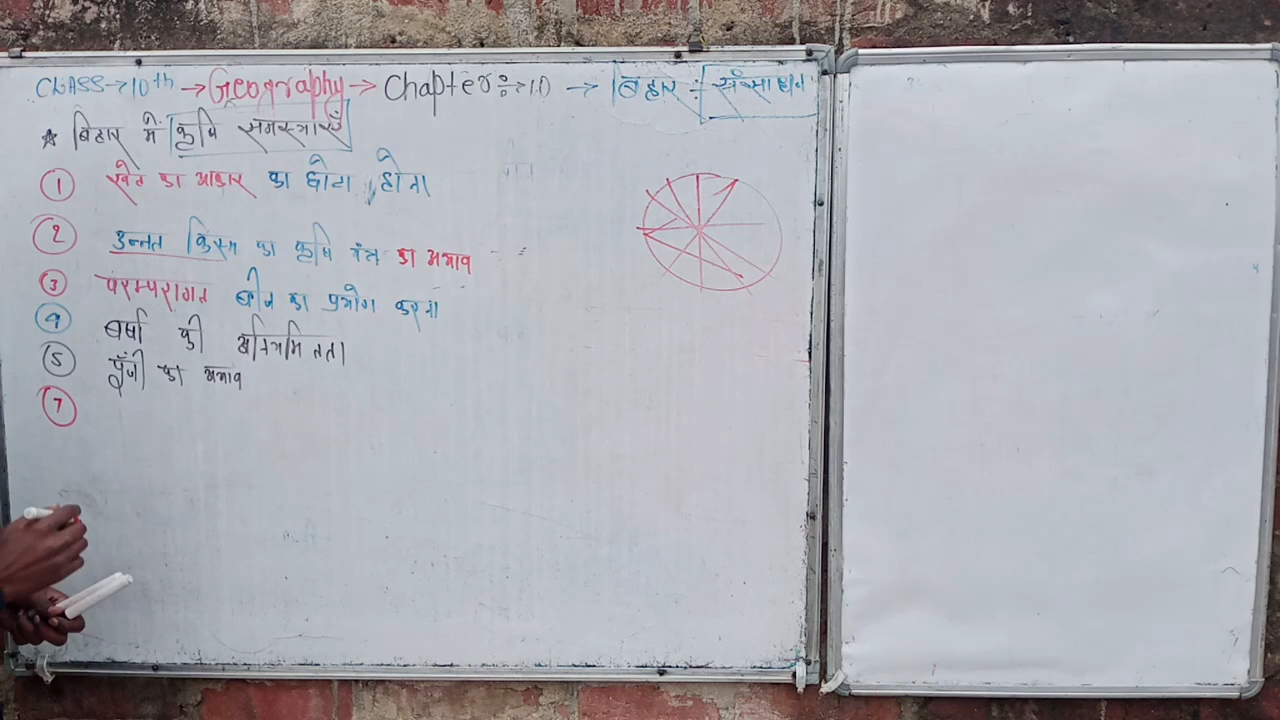 CLASS → 10th → Geography → Chapter ÷→ 10 → बिहार : संसाधन
★ बिहार में कृषि समस्याएँ
① खेत का आकार का छोटा होना
② उन्नत किस्म का कृषि यंत्र का अभाव
③ परम्परागत बीज का प्रयोग करना
④ वर्षा की अनियमितता
⑤ पूँजी का अभाव
⑦